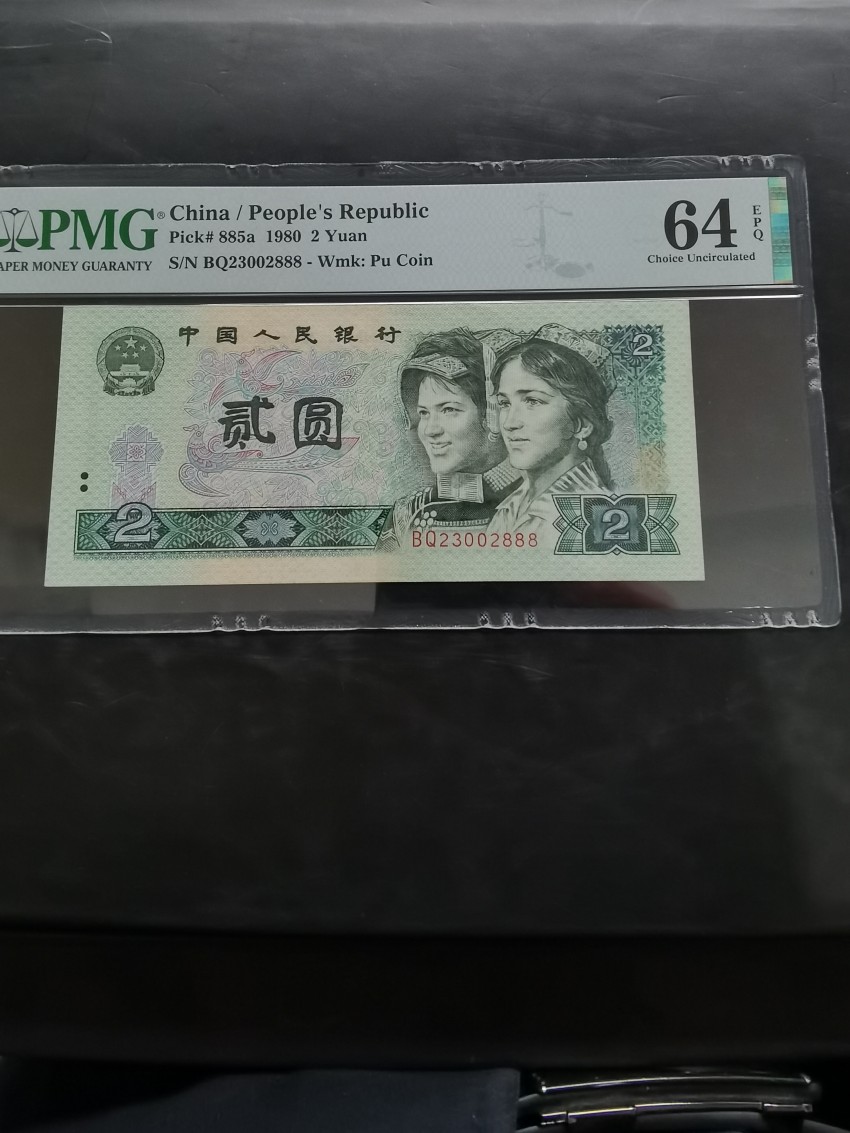 PMG® China / People's Republic
Pick# 885a 1980 2 Yuan
APER MONEY GUARANTY S/N BQ23002888 - Wmk: Pu Coin
64 EPQ
Choice Uncirculated
中国人民银行
2
贰圆
2
BQ23002888
2